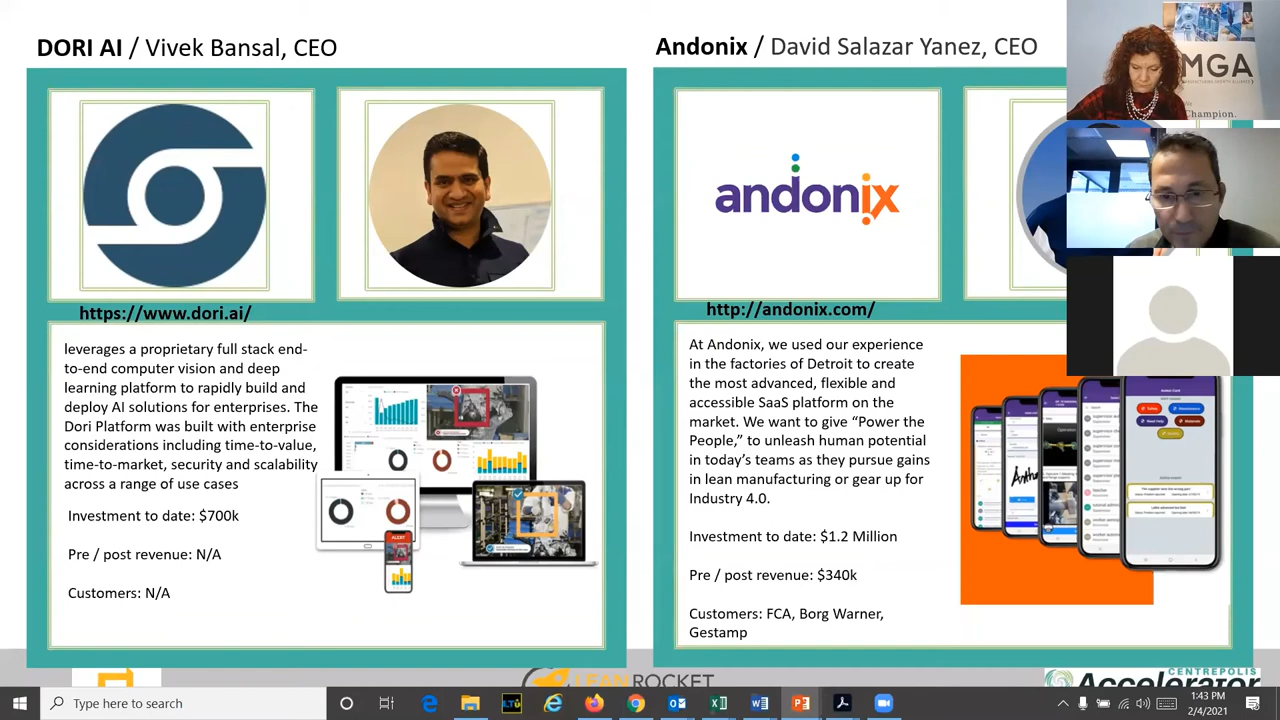 DORI AI / Vivek Bansal, CEO
https://www.dori.ai/
leverages a proprietary full stack end-
to-end computer vision and deep
learning platform to rapidly build and
deploy AI solutions for enterprises. The
Dori Platform was built with enterprise
considerations including time-to-value,
time-to-market, security and scalability
across a range of use cases
Investment to date: $700k
Pre / post revenue: N/A
Customers: N/A
ALERT
Andonix / David Salazar Yanez, CEO
andonix
http://andonix.com/
At Andonix, we used our experience
in the factories of Detroit to create
the most advanced, flexible and
accessible SaaS platform on the
market. We want to give “Power the
People,” to unleash human potential
in today’s teams as they pursue gains
in lean manufacturing or gear up for
Industry 4.0.
Investment to date: $1.2 Million
Pre / post revenue: $340k
Customers: FCA, Borg Warner,
Gestamp
MGA
Champion.
LEANROCKET
CENTREPOLIS
Accelerator
Type here to search
1:43 PM
2/4/2021